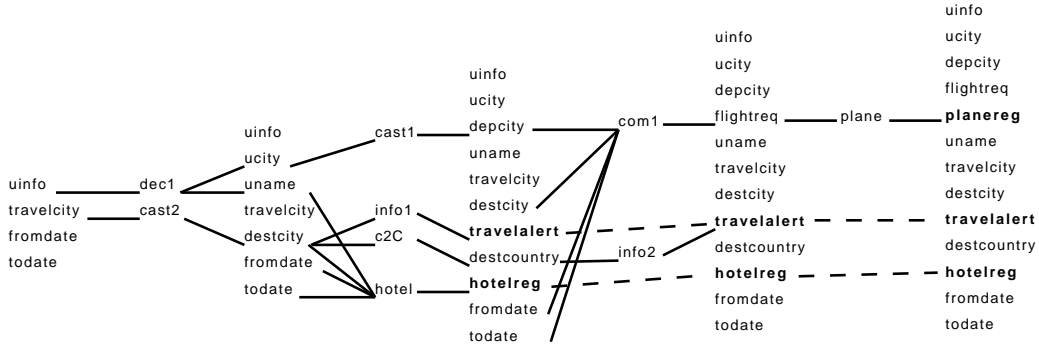 uinfo
travelcity
fromdate
todate
dec1
cast2
uinfo
ucity
uname
travelcity
destcity
fromdate
todate
cast1
info1
c2C
hotel
uinfo
ucity
depcity
uname
travelcity
destcity
travelalert
destcountry
hotelreg
fromdate
todate
com1
info2
uinfo
ucity
depcity
flightreq
uname
travelcity
destcity
travelalert
destcountry
hotelreg
fromdate
todate
plane
uinfo
ucity
depcity
flightreq
planereg
uname
travelcity
destcity
travelalert
destcountry
hotelreg
fromdate
todate